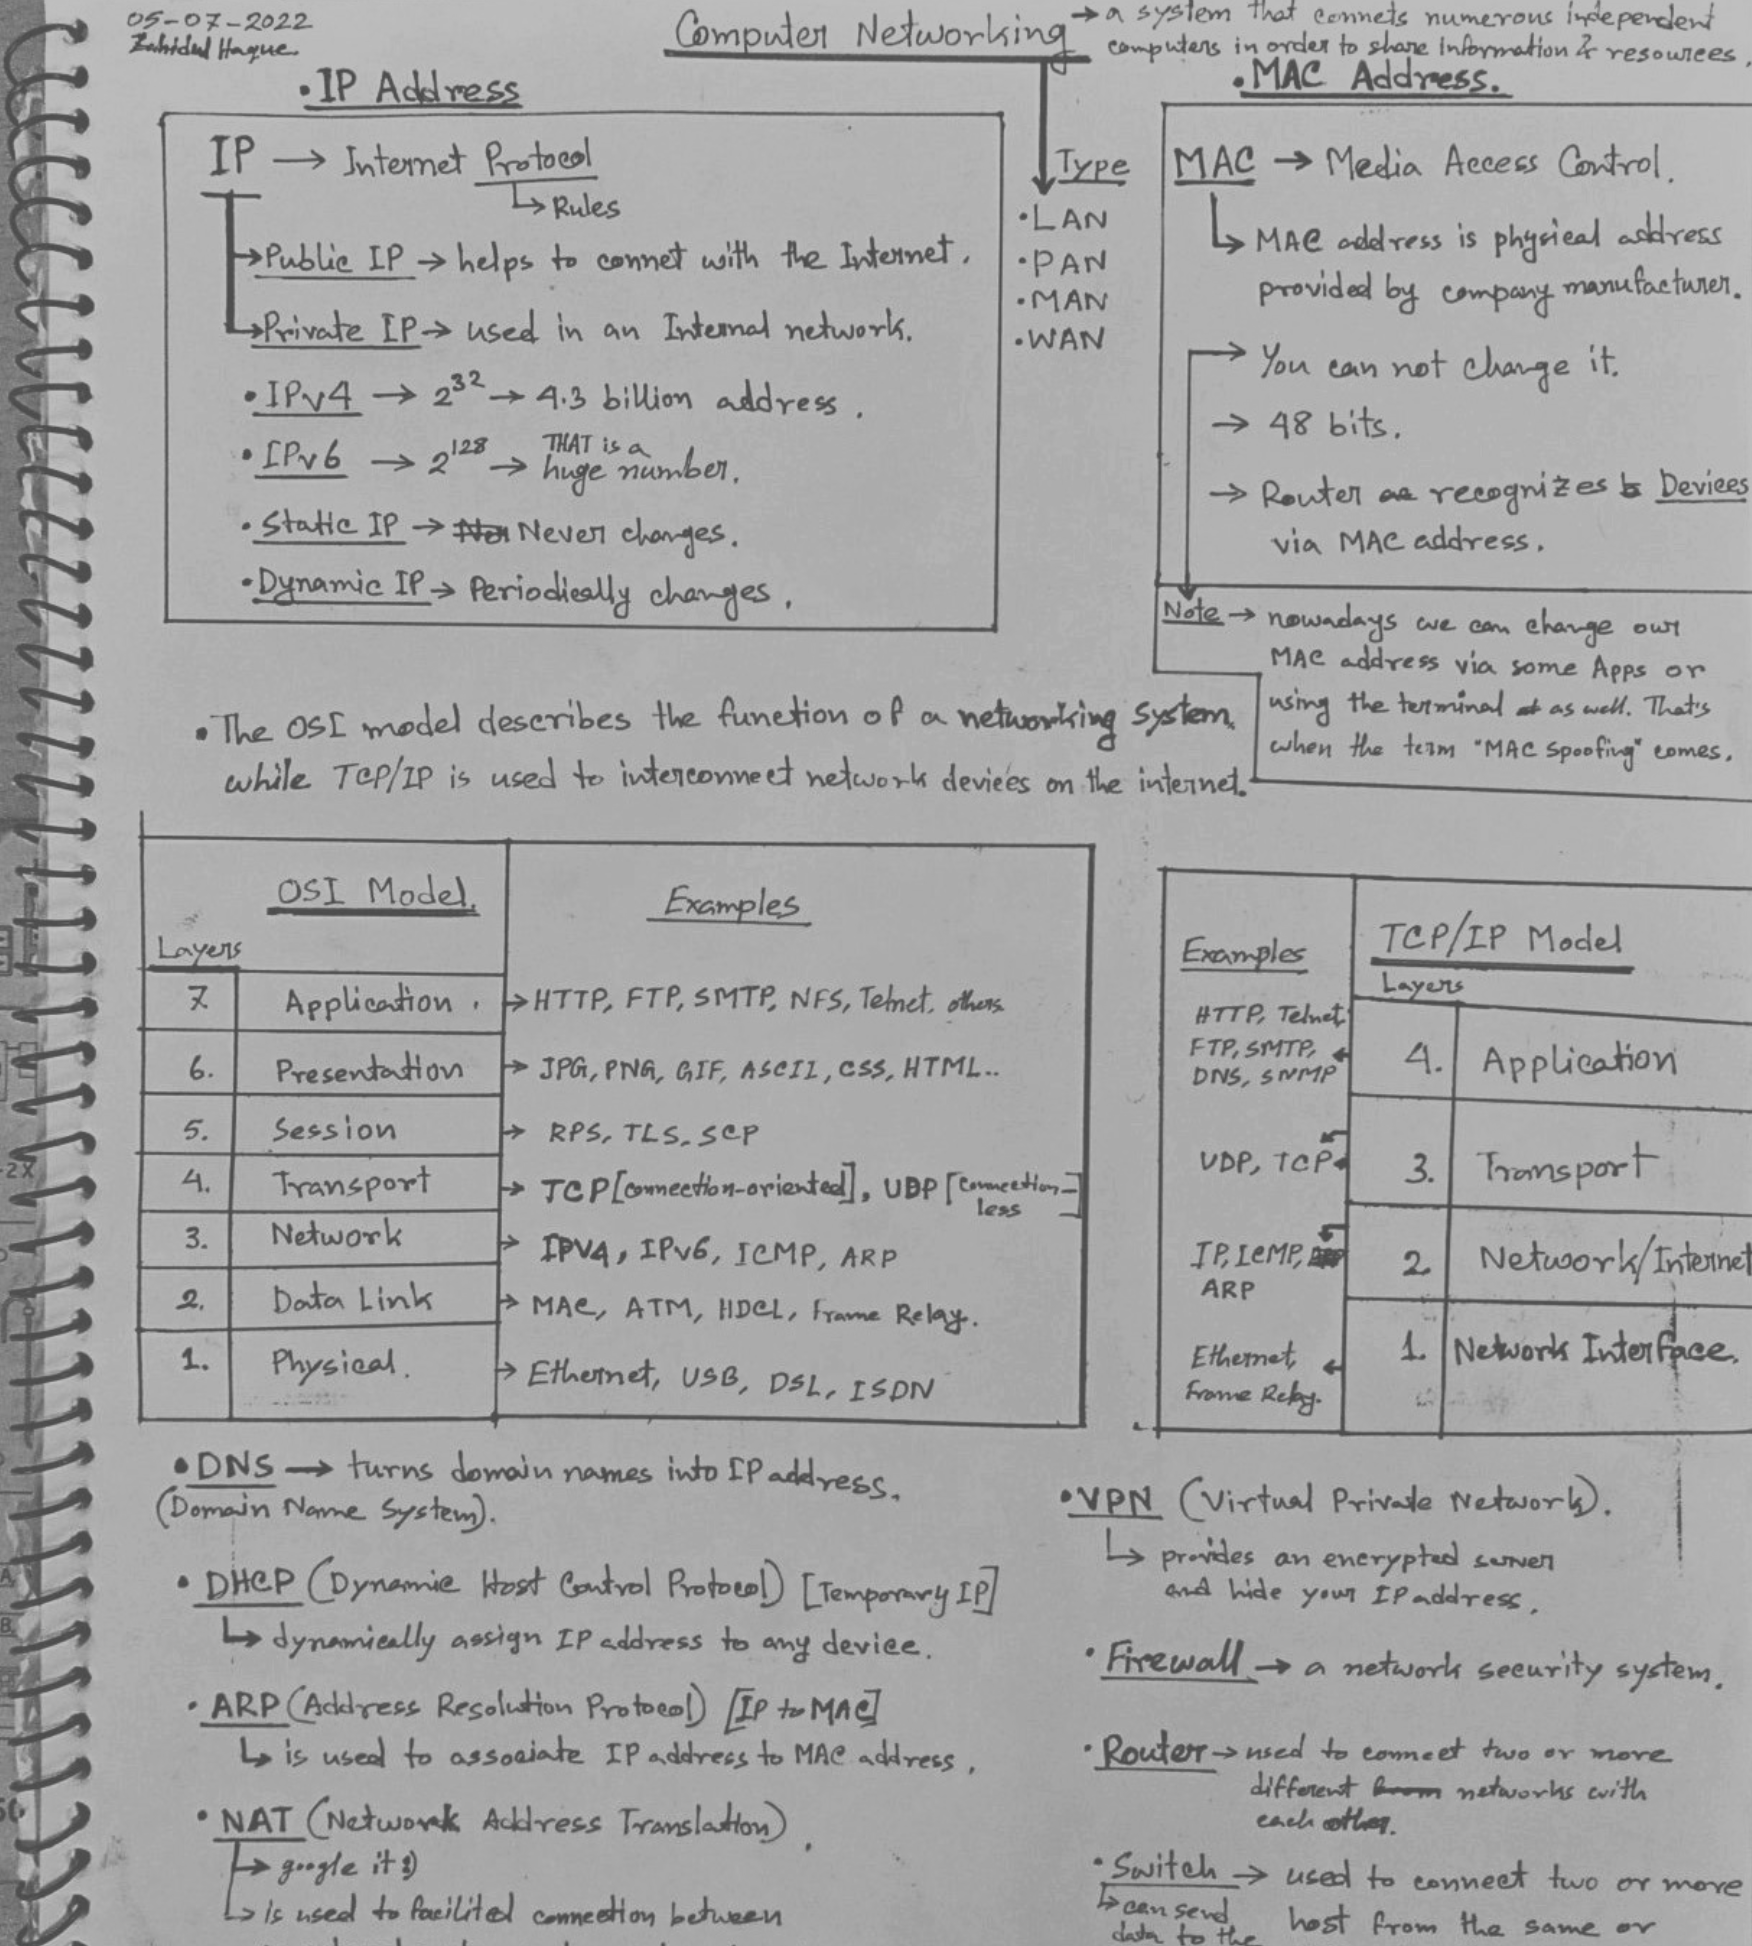 05-07-2022
Zahidul Haque
Computer Networking → a system that connets numerous independent
computers in order to share information & resources.
• IP Address
IP → Internet Protocol
↳ Rules
→ Public IP → helps to connet with the Internet.
→ Private IP → used in an Internal network.
• IPv4 → 2^32 → 4.3 billion address.
• IPv6 → 2^128 → THAT is a
huge number.
• Static IP → Never changes.
• Dynamic IP → Periodically changes.
Type
• LAN
• PAN
• MAN
• WAN
• MAC Address.
MAC → Media Access Control.
↳ MAC address is physical address
provided by company manufacturer.
→ You can not change it.
→ 48 bits.
→ Router recognizes Devices
via MAC address.
Note → nowadays we can change our
MAC address via some Apps or
using the terminal as well. That's
when the term "MAC Spoofing" comes.
• The OSI model describes the function of a networking system.
while TCP/IP is used to interconnect network devices on the internet.
OSI Model. Examples
Layers
7. Application. → HTTP, FTP, SMTP, NFS, Telnet, others.
6. Presentation → JPG, PNG, GIF, ASCII, CSS, HTML..
5. Session → RPS, TLS, SCP
4. Transport → TCP [connection-oriented], UDP [connection-
less]
3. Network → IPV4, IPv6, ICMP, ARP
2. Data Link → MAC, ATM, HDCL, Frame Relay.
1. Physical. → Ethernet, USB, DSL, ISDN
Examples TCP/IP Model
Layers
HTTP, Telnet,
FTP, SMTP, ← 4. Application
DNS, SNMP
UDP, TCP ← 3. Transport
IP, ICMP, 2. Network/Internet
ARP
Ethernet, ← 1. Network Interface.
Frame Relay.
• DNS → turns domain names into IP address.
(Domain Name System).
• DHCP (Dynamic Host Control Protocol) [Temporary IP]
↳ dynamically assign IP address to any device.
• ARP (Address Resolution Protocol) [IP to MAC]
↳ is used to assosiate IP address to MAC address.
• NAT (Network Address Translation).
↳ google it :)
↳ is used to facilited connection between
• VPN (Virtual Private Network).
↳ provides an encrypted server
and hide your IP address.
• Firewall → a network security system.
• Router → used to connect two or more
different networks with
each other.
• Switch → used to connect two or more
↳ can send host from the same or
data to the